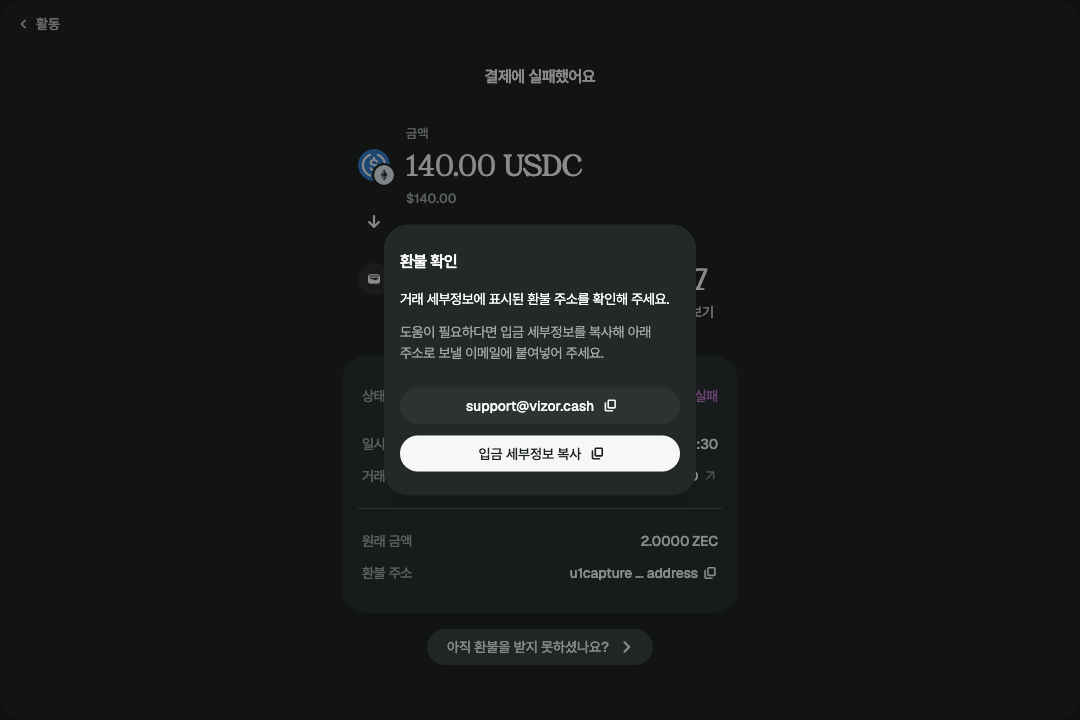 활동
결제에 실패했어요
금액
140.00 USDC
$140.00
환불 확인
거래 세부정보에 표시된 환불 주소를 확인해 주세요.
도움이 필요하다면 입금 세부정보를 복사해 아래
주소로 보낼 이메일에 붙여넣어 주세요.
support@vizor.cash
입금 세부정보 복사
상태
실패
일시
:30
거래
원래 금액
2.0000 ZEC
환불 주소
u1capture ... address
아직 환불을 받지 못하셨나요?